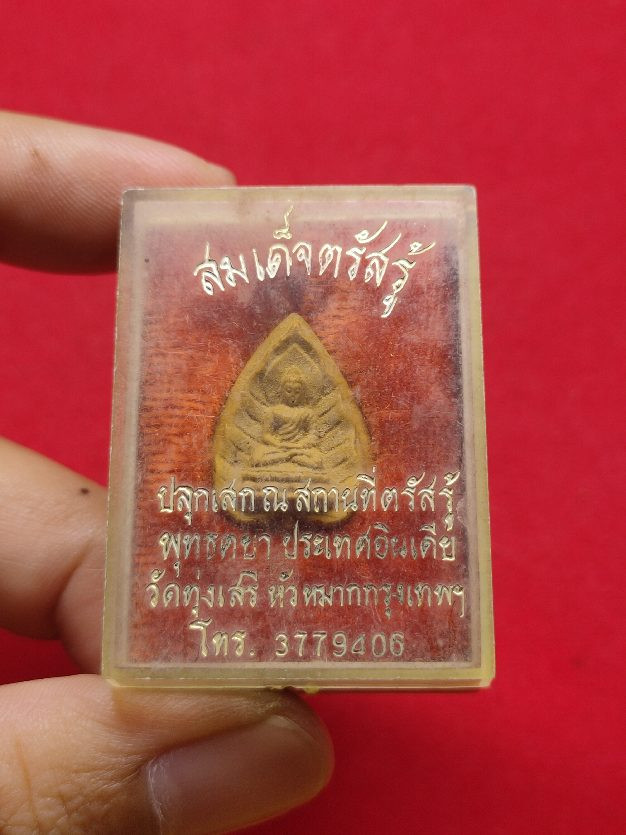 สมเด็จตรัสรู้
ปลุกเสก ณ สถานที่ตรัสรู้
พุทธคยา ประเทศอินเดีย
วัดทุ่งเสรี หัวหมากกรุงเทพฯ
โทร. 3779406